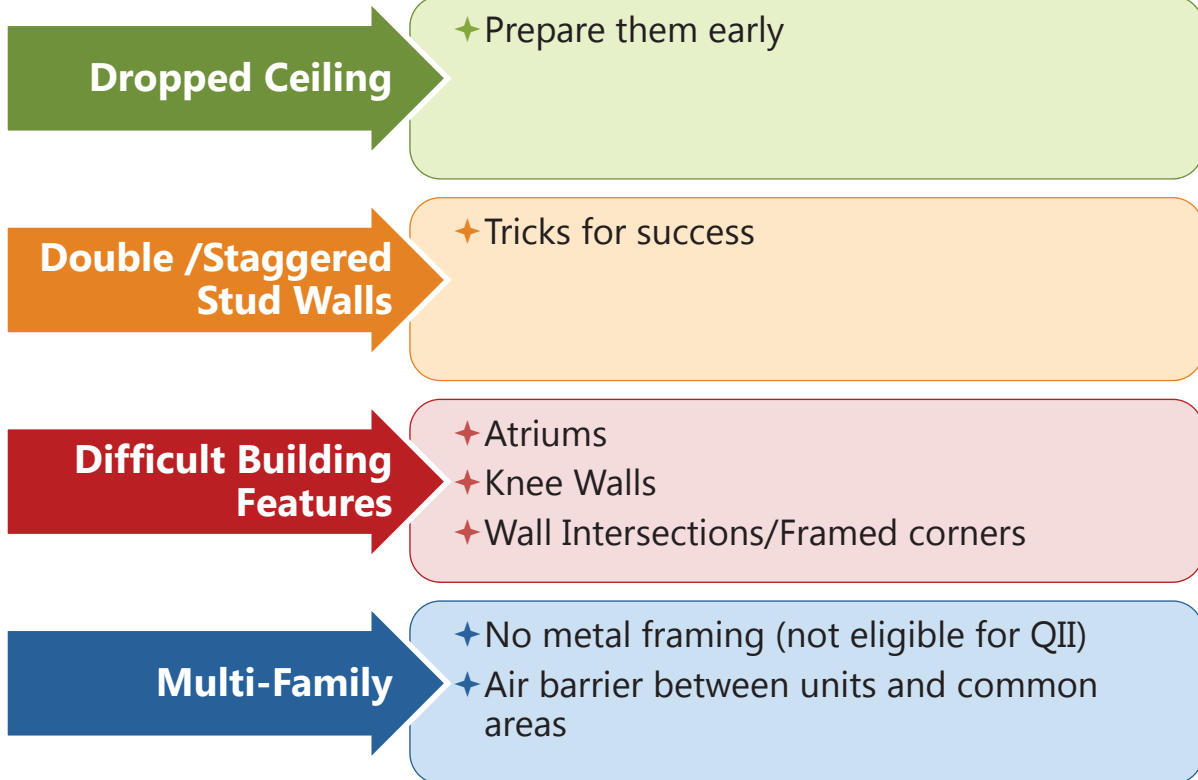 Dropped Ceiling
Prepare them early
Double /Staggered
Stud Walls
Tricks for success
Difficult Building
Features
Atriums
Knee Walls
Wall Intersections/Framed corners
Multi-Family
No metal framing (not eligible for QII)
Air barrier between units and common
areas